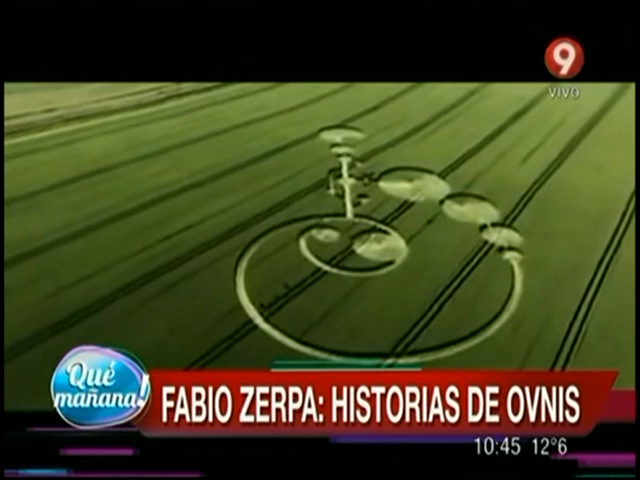 9
VIVO
Qué
mañana!
FABIO ZERPA: HISTORIAS DE OVNIS
10:45 12°6